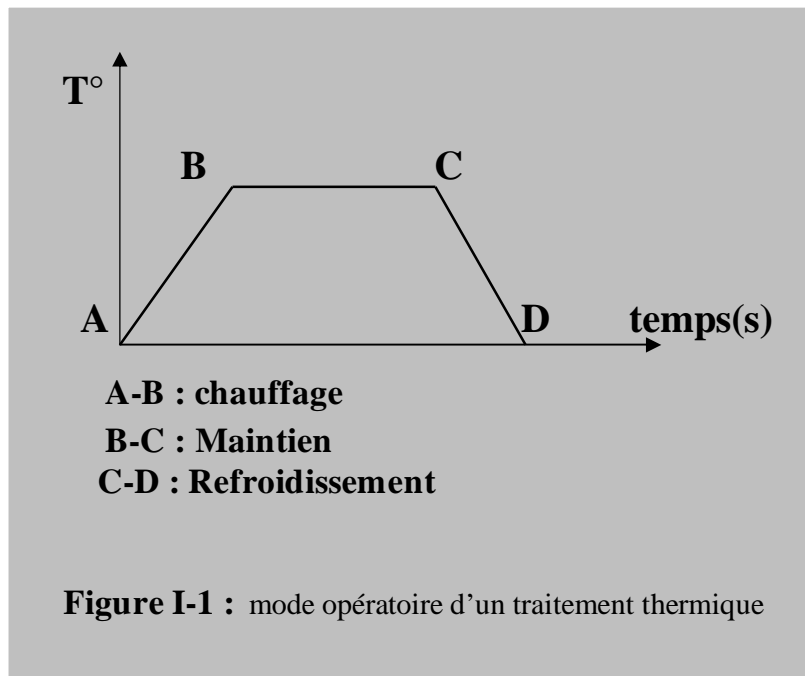 T°
B
C
A
D
temps(s)
A-B : chauffage
B-C : Maintien
C-D : Refroidissement
Figure I-1 : mode opératoire d’un traitement thermique